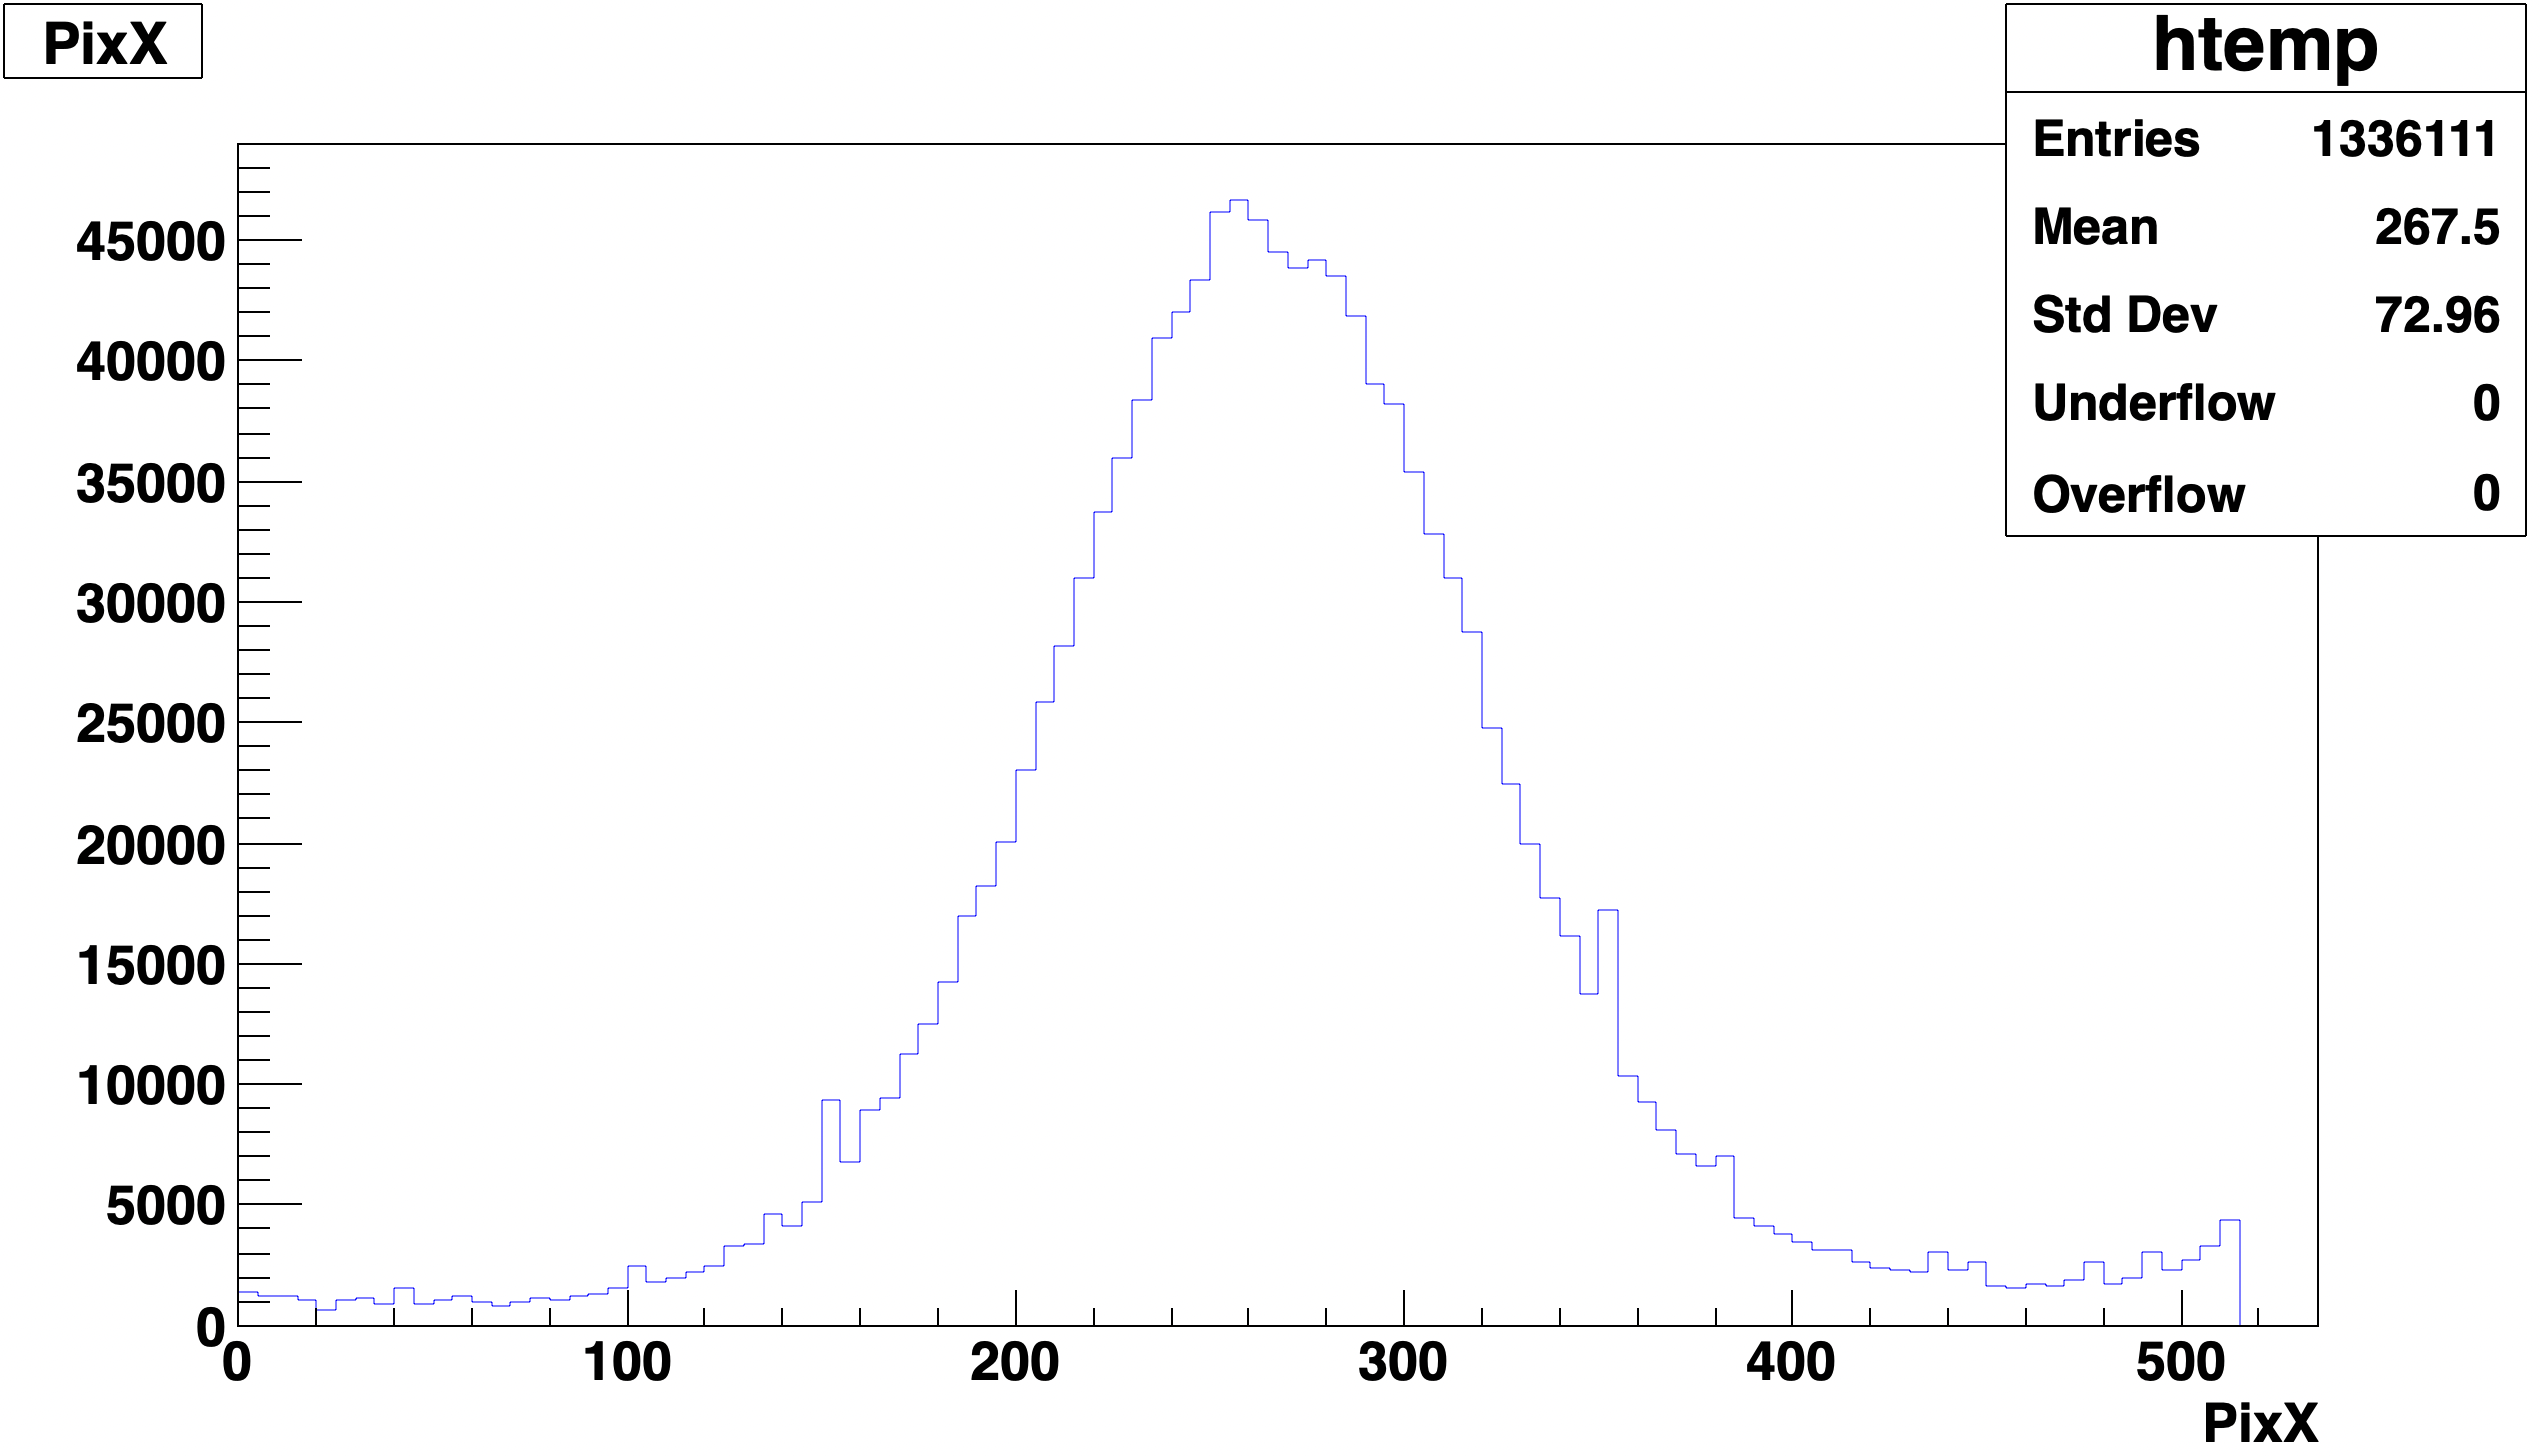 PixX
htemp
Entries 1336111
Mean 267.5
Std Dev 72.96
Underflow 0
Overflow 0
45000
40000
35000
30000
25000
20000
15000
10000
5000
0
0 100 200 300 400 500
PixX